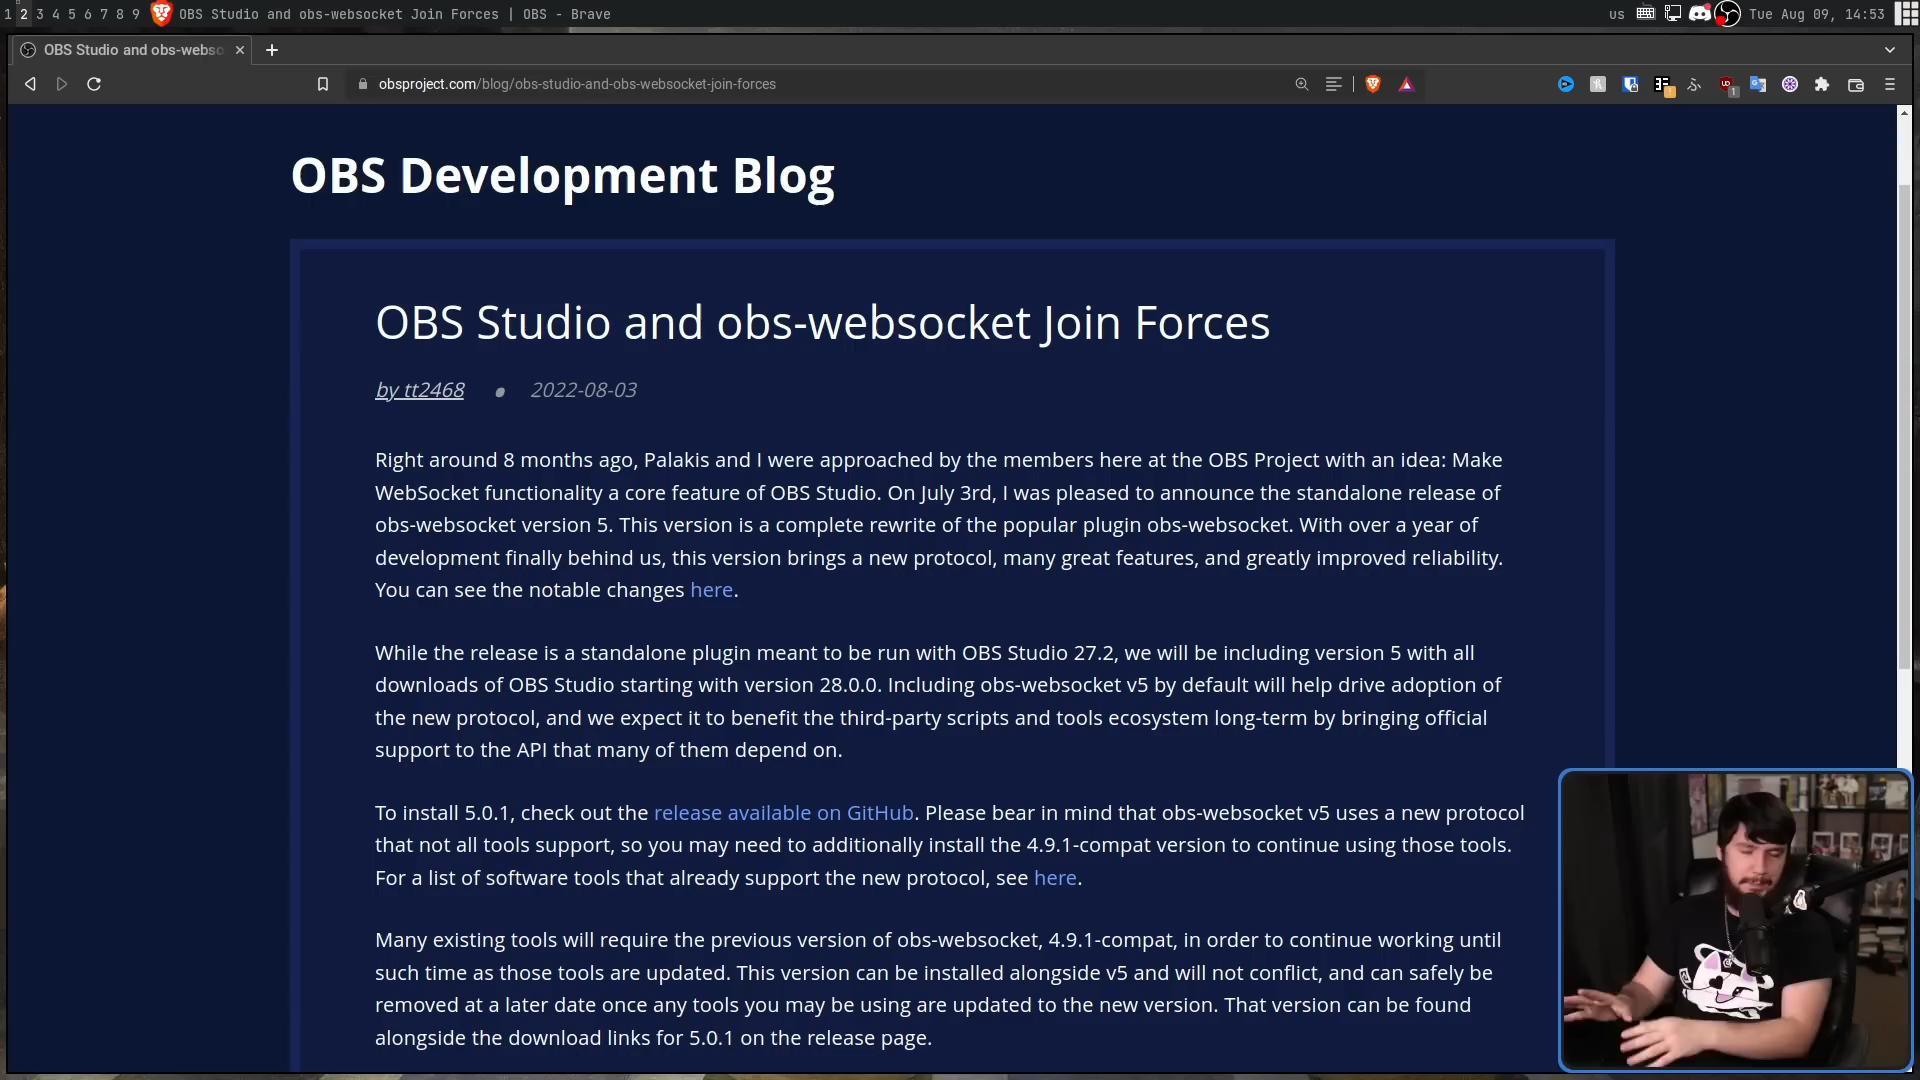 1 2 3 4 5 6 7 8 9 OBS Studio and obs-websocket Join Forces | OBS - Brave us Tue Aug 09, 14:53
OBS Studio and obs-webso
obsproject.com/blog/obs-studio-and-obs-websocket-join-forces
OBS Development Blog
OBS Studio and obs-websocket Join Forces
by tt2468 • 2022-08-03
Right around 8 months ago, Palakis and I were approached by the members here at the OBS Project with an idea: Make
WebSocket functionality a core feature of OBS Studio. On July 3rd, I was pleased to announce the standalone release of
obs-websocket version 5. This version is a complete rewrite of the popular plugin obs-websocket. With over a year of
development finally behind us, this version brings a new protocol, many great features, and greatly improved reliability.
You can see the notable changes here.
While the release is a standalone plugin meant to be run with OBS Studio 27.2, we will be including version 5 with all
downloads of OBS Studio starting with version 28.0.0. Including obs-websocket v5 by default will help drive adoption of
the new protocol, and we expect it to benefit the third-party scripts and tools ecosystem long-term by bringing official
support to the API that many of them depend on.
To install 5.0.1, check out the release available on GitHub. Please bear in mind that obs-websocket v5 uses a new protocol
that not all tools support, so you may need to additionally install the 4.9.1-compat version to continue using those tools.
For a list of software tools that already support the new protocol, see here.
Many existing tools will require the previous version of obs-websocket, 4.9.1-compat, in order to continue working until
such time as those tools are updated. This version can be installed alongside v5 and will not conflict, and can safely be
removed at a later date once any tools you may be using are updated to the new version. That version can be found
alongside the download links for 5.0.1 on the release page.